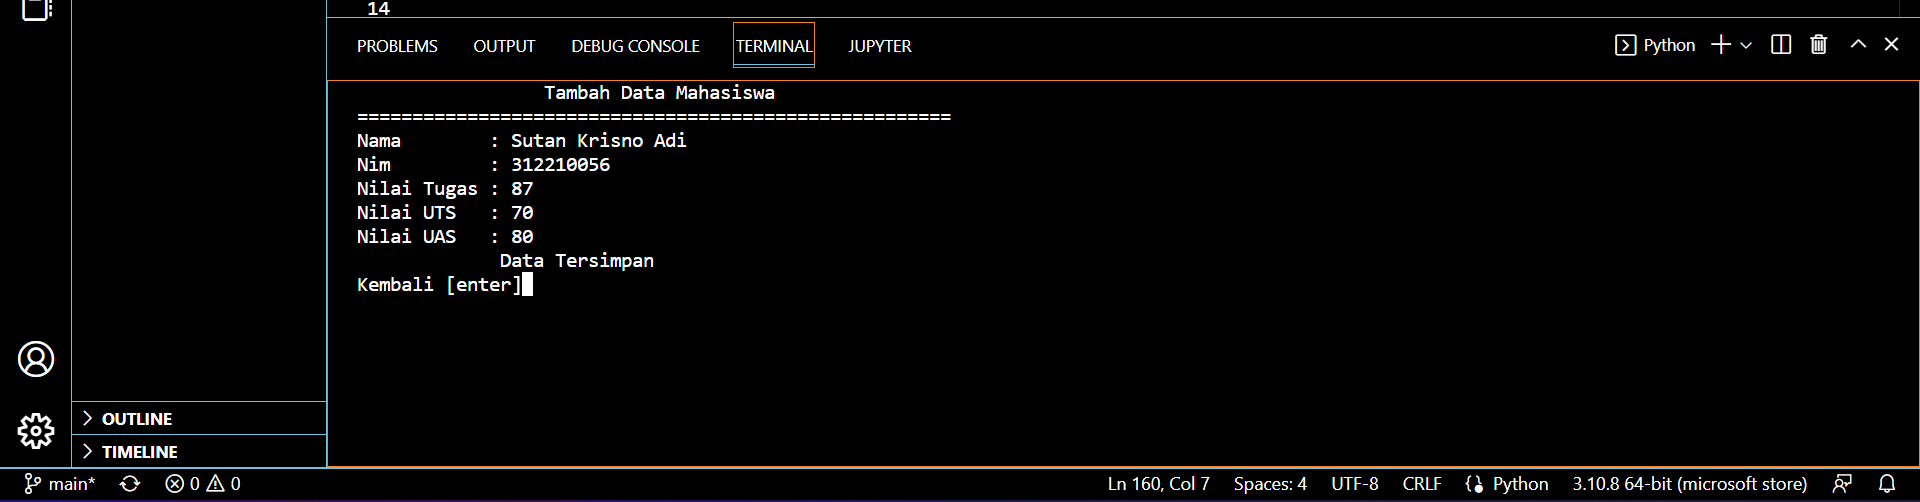 14
PROBLEMS OUTPUT DEBUG CONSOLE TERMINAL JUPYTER Python
Tambah Data Mahasiswa
======================================================
Nama        : Sutan Krisno Adi
Nim         : 312210056
Nilai Tugas : 87
Nilai UTS   : 70
Nilai UAS   : 80
Data Tersimpan
Kembali [enter]
OUTLINE
TIMELINE
main* 0 0 Ln 160, Col 7 Spaces: 4 UTF-8 CRLF Python 3.10.8 64-bit (microsoft store)